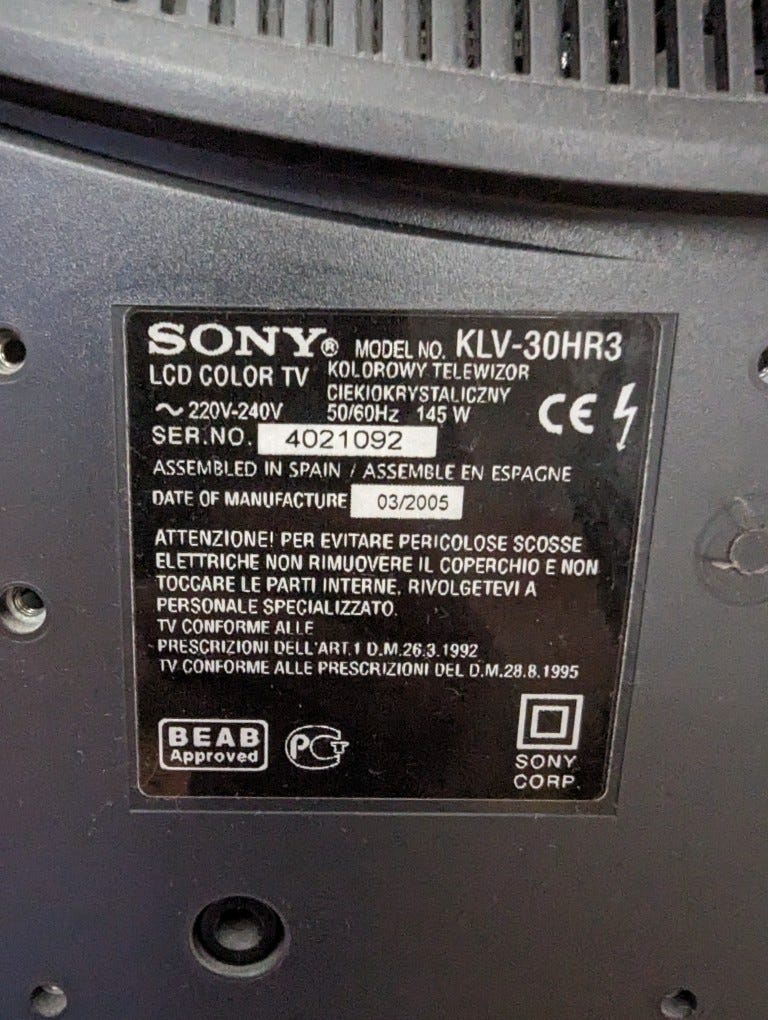 SONY® MODEL NO. KLV-30HR3
LCD COLOR TV KOLOROWY TELEWIZOR
CIEKIOKRYSTALICZNY
~ 220V-240V 50/60Hz 145 W CE
SER.NO. 4021092
ASSEMBLED IN SPAIN / ASSEMBLE EN ESPAGNE
DATE OF MANUFACTURE 03/2005
ATTENZIONE! PER EVITARE PERICOLOSE SCOSSE
ELETTRICHE NON RIMUOVERE IL COPERCHIO E NON
TOCCARE LE PARTI INTERNE. RIVOLGETEVI A
PERSONALE SPECIALIZZATO.
TV CONFORME ALLE
PRESCRIZIONI DELL'ART.1 D.M.26.3.1992
TV CONFORME ALLE PRESCRIZIONI DEL D.M.28.8.1995
BEAB
Approved
PCT
SONY
CORP.